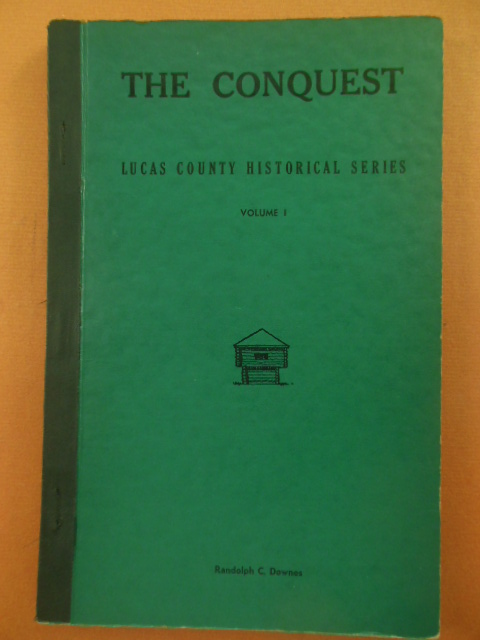 THE CONQUEST
LUCAS COUNTY HISTORICAL SERIES
VOLUME I
Randolph C. Downes